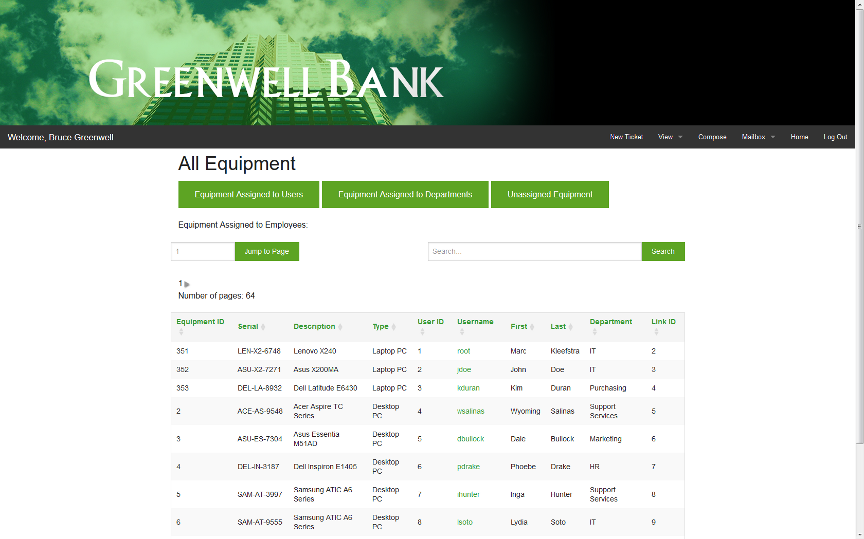 GREENWELL BANK
Welcome, Bruce Greenwell
New Ticket View Compose Mailbox Home Log Out
All Equipment
Equipment Assigned to Users Equipment Assigned to Departments Unassigned Equipment
Equipment Assigned to Employees:
1 Jump to Page Search... Search
1
Number of pages: 64
Equipment ID Serial Description Type User ID Username First Last Department Link ID
351 LEN-X2-6748 Lenovo X240 Laptop PC 1 root Marc Kleefstra IT 2
352 ASU-X2-7271 Asus X200MA Laptop PC 2 jdoe John Doe IT 3
353 DEL-LA-8932 Dell Latitude E6430 Laptop PC 3 kduran Kim Duran Purchasing 4
2 ACE-AS-9548 Acer Aspire TC Series Desktop PC 4 wsalinas Wyoming Salinas Support Services 5
3 ASU-ES-7304 Asus Essentia M51AD Desktop PC 5 dbullock Dale Bullock Marketing 6
4 DEL-IN-3187 Dell Inspiron E1405 Desktop PC 6 pdrake Phoebe Drake HR 7
5 SAM-AT-3997 Samsung ATIC A6 Series Desktop PC 7 ihunter Inga Hunter Support Services 8
6 SAM-AT-9555 Samsung ATIC A6 Series Desktop PC 8 lsoto Lydia Soto IT 9